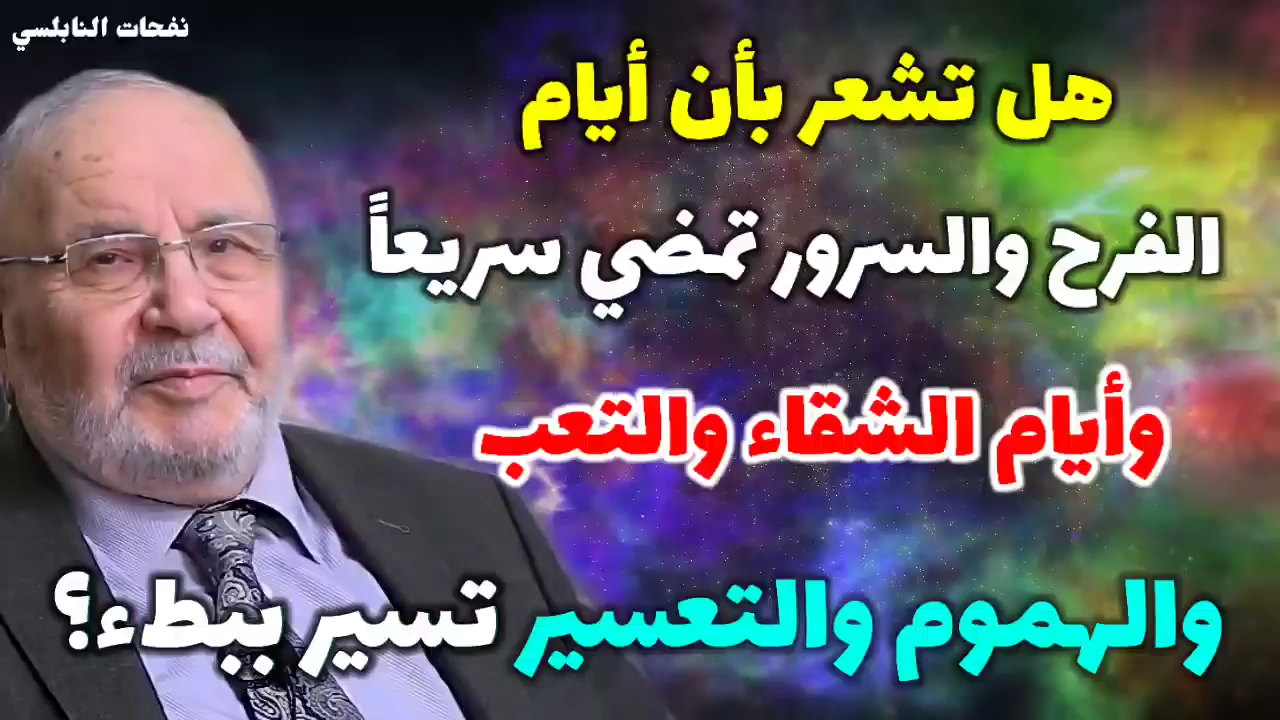 نفحات النابلسي
هل تشعر بأن أيام
الفرح والسرور تمضي سريعاً
وأيام الشقاء والتعب
والهموم والتعسير تسير ببطء؟